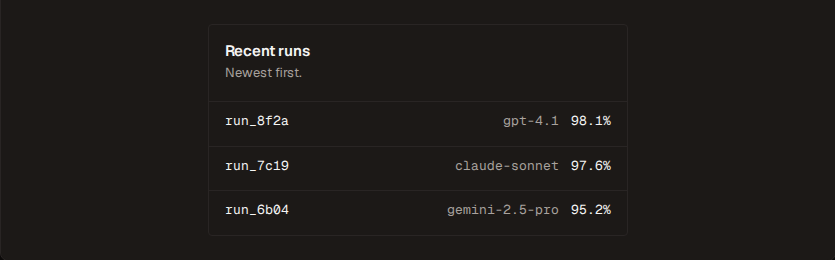 Recent runs
Newest first.
run_8f2a gpt-4.1 98.1%
run_7c19 claude-sonnet 97.6%
run_6b04 gemini-2.5-pro 95.2%